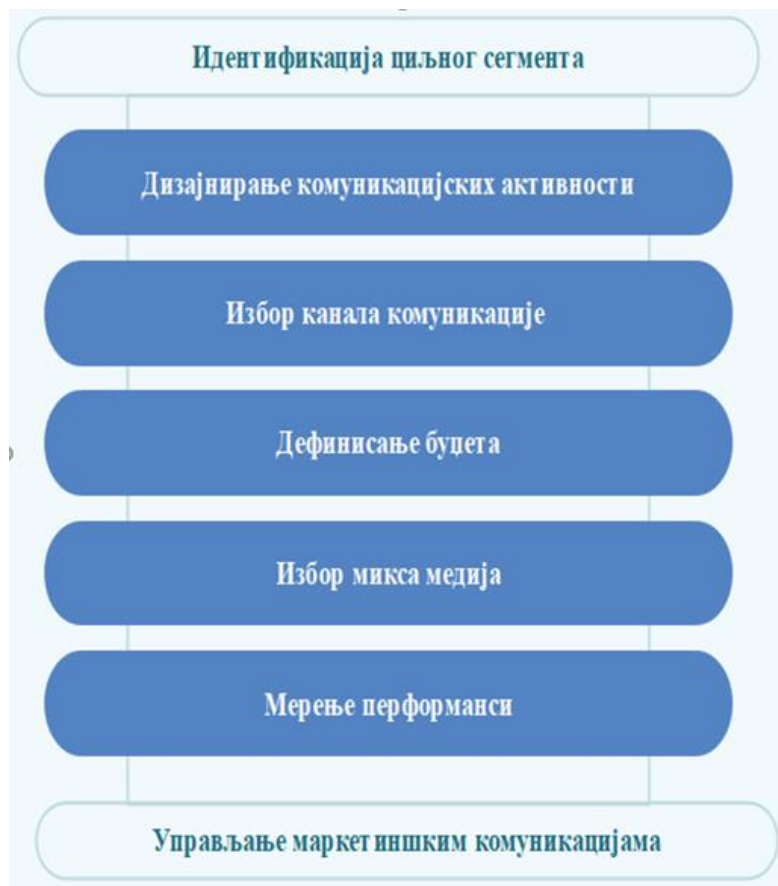 Идентификација циљног сегмента
Дизајнирање комуникацијских активности
Избор канала комуникације
Дефинисање буџета
Избор микса медија
Мерење перформанси
Управљање маркетиншким комуникацијама